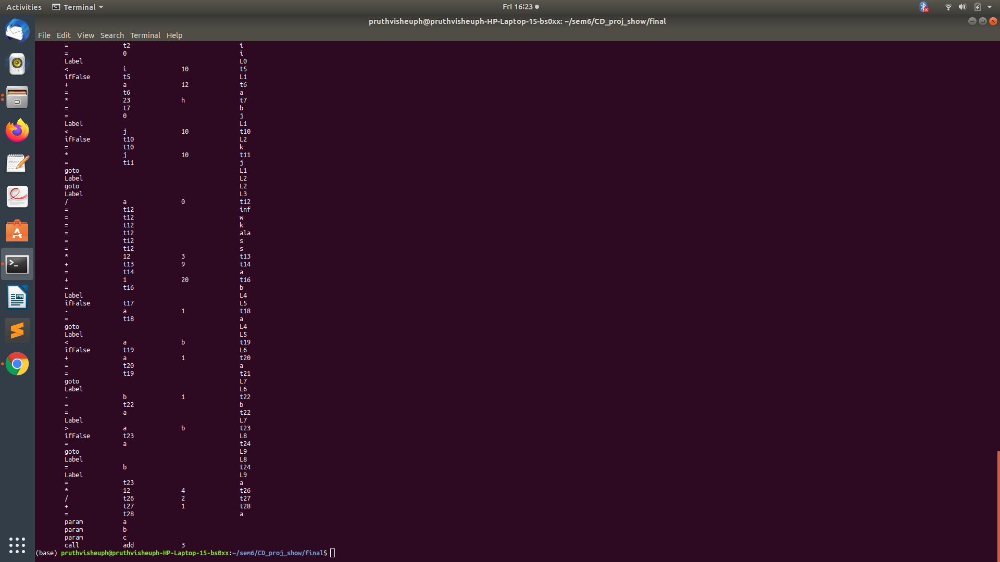 Activities Terminal Fri 16:23
pruthvisheuph@pruthvisheuph-HP-Laptop-15-bs0xx: ~/sem6/CD_proj_show/final
File Edit View Search Terminal Help
= t2 i
= 0 i
Label L0
< i 10 t5
ifFalse t5 L1
+ a 12 t6
= t6 a
* 23 h t7
= t7 b
= 0 j
Label L1
< j 10 t10
ifFalse t10 L2
= t10 k
* j 10 t11
= t11 j
goto L1
Label L2
goto L2
Label L3
/ a 0 t12
= t12 inf
= t12 w
= t12 k
= t12 ala
= t12 s
= t12 s
* 12 3 t13
+ t13 9 t14
= t14 a
+ 1 20 t16
= t16 b
Label L4
ifFalse t17 L5
- a 1 t18
= t18 a
goto L4
Label L5
< a b t19
ifFalse t19 L6
+ a 1 t20
= t20 a
= t19 t21
goto L7
Label L6
- b 1 t22
= t22 b
= a t22
Label L7
> a b t23
ifFalse t23 L8
= a t24
goto L9
Label L8
= b t24
Label L9
= t23 a
* 12 4 t26
/ t26 2 t27
+ t27 1 t28
= t28 a
param a
param b
param c
call add 3
(base) pruthvisheuph@pruthvisheuph-HP-Laptop-15-bs0xx:~/sem6/CD_proj_show/final$